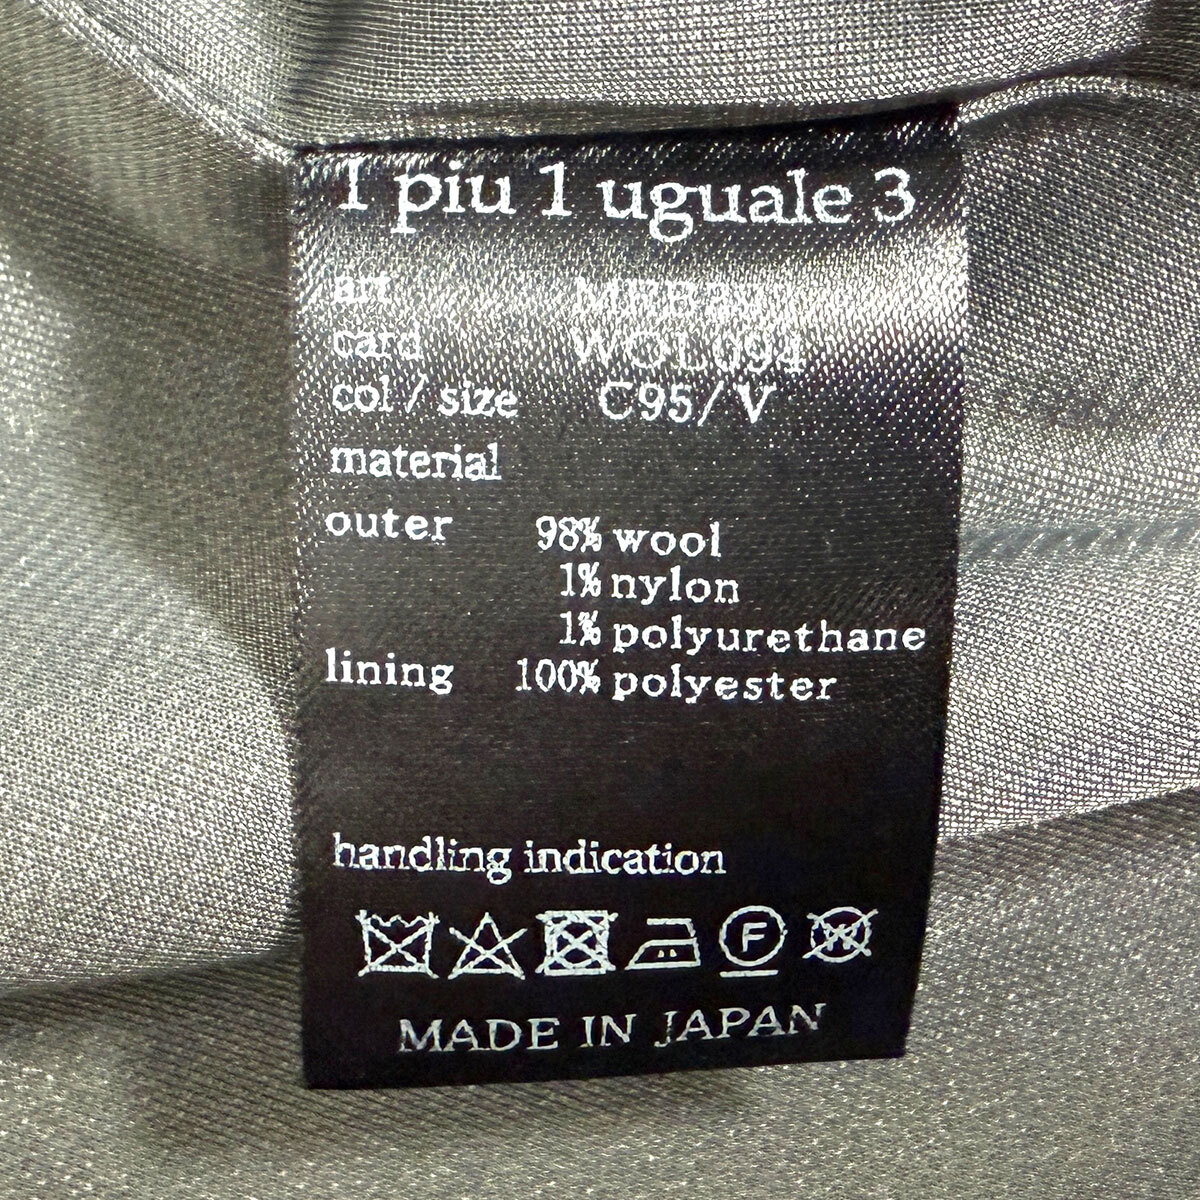 1 piu 1 uguale 3
art
card WOL094
col / size C95/V
material
outer 98% wool
1% nylon
1% polyurethane
lining 100% polyester
handling indication
F W
MADE IN JAPAN